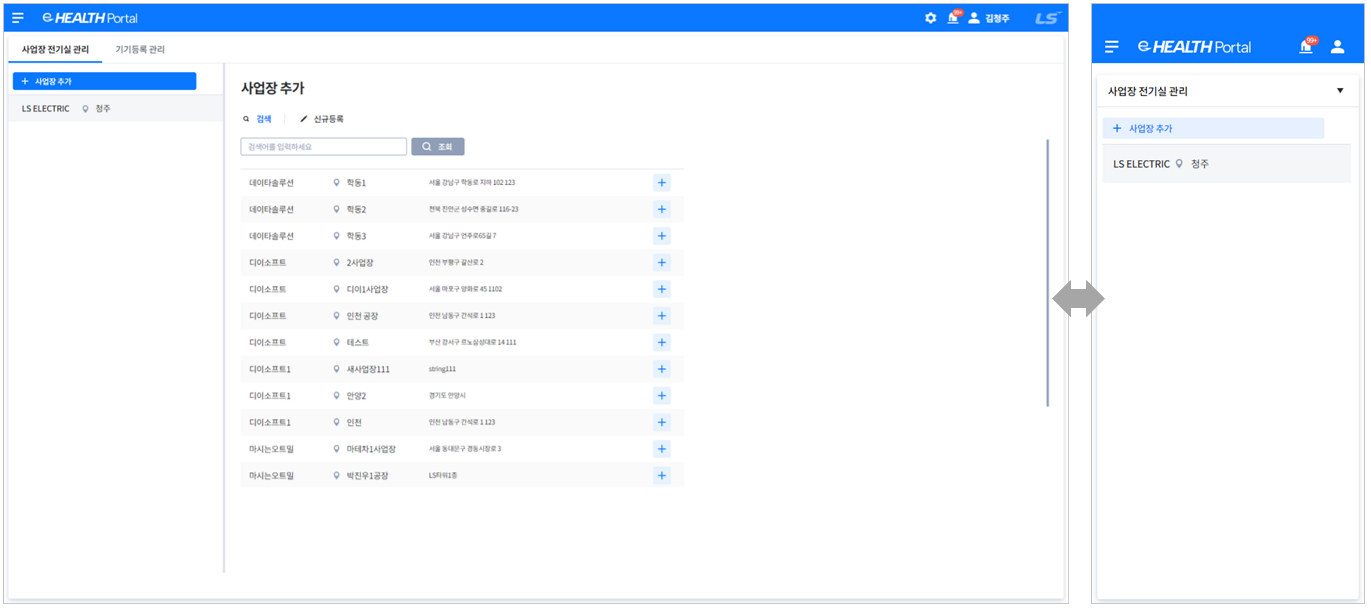 eHEALTH Portal
99+
김청주
LS
사업장 전기실 관리
기기등록 관리
+ 사업장 추가
LS ELECTRIC 청주
사업장 추가
검색
신규등록
검색어를 입력하세요
조회
데이타솔루션 학동1 서울 강남구 학동로 지하 102 123 +
데이타솔루션 학동2 전북 진안군 성수면 중길로 116-23 +
데이타솔루션 학동3 서울 강남구 언주로65길 7 +
디이소프트 2사업장 인천 부평구 길산로 2 +
디이소프트 디이1사업장 서울 마포구 양화로 45 1102 +
디이소프트 인천 공장 인천 남동구 간석로 1 123 +
디이소프트 테스트 부산 강서구 르노삼성대로 14 111 +
디이소프트1 새사업장111 string111 +
디이소프트1 안양2 경기도 안양시 +
디이소프트1 인천 인천 남동구 간석로 1 123 +
마시는오트밀 마테차1사업장 서울 동대문구 경동시장로 3 +
마시는오트밀 박진우1공장 LS타워1층 +
eHEALTH Portal
99+
사업장 전기실 관리
+ 사업장 추가
LS ELECTRIC 청주